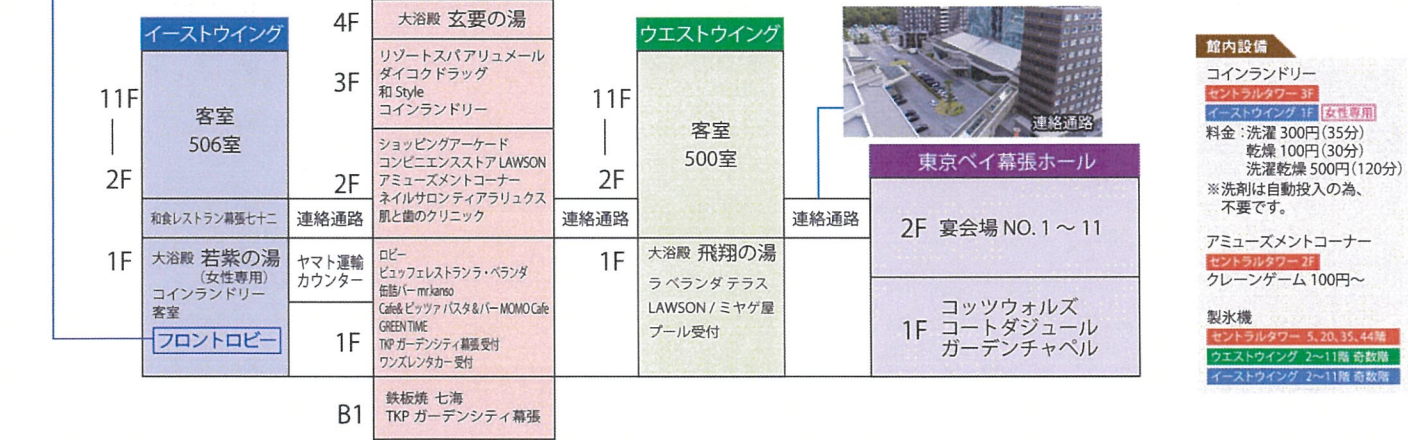 イーストウイング
11F
2F
客室
506室
和食レストラン幕張七十二
1F
大浴殿 若紫の湯
(女性専用)
コインランドリー
客室
フロントロビー
4F
大浴殿 玄要の湯
3F
リゾートスパアリュメール
ダイコクドラッグ
和 Style
コインランドリー
2F
ショッピングアーケード
コンビニエンスストア LAWSON
アミューズメントコーナー
ネイルサロン ティアラリュクス
肌と歯のクリニック
連絡通路
ヤマト運輸
カウンター
1F
ロビー
ビュッフェレストランラ・ベランダ
缶詰バー mr.kanso
Cafe& ピッツァ パスタ&バー MOMO Cafe
GREEN TIME
TKP ガーデンシティ幕張受付
ワンズレンタカー受付
B1
鉄板焼 七海
TKP ガーデンシティ幕張
連絡通路
ウエストウイング
11F
2F
客室
500室
1F
大浴殿 飛翔の湯
ラ ベランダ テラス
LAWSON / ミヤゲ屋
プール受付
連絡通路
連絡通路
東京ベイ幕張ホール
2F 宴会場 NO. 1 ~ 11
1F
コッツウォルズ
コートダジュール
ガーデンチャペル
館内設備
コインランドリー
セントラルタワー 3F
イーストウイング 1F 女性専用
料金:洗濯 300円(35分)
乾燥 100円(30分)
洗濯乾燥 500円(120分)
※洗剤は自動投入の為、
不要です。
アミューズメントコーナー
セントラルタワー 2F
クレーンゲーム 100円~
製氷機
セントラルタワー 5、20、35、44階
ウエストウイング 2~11階 奇数階
イーストウイング 2~11階 奇数階